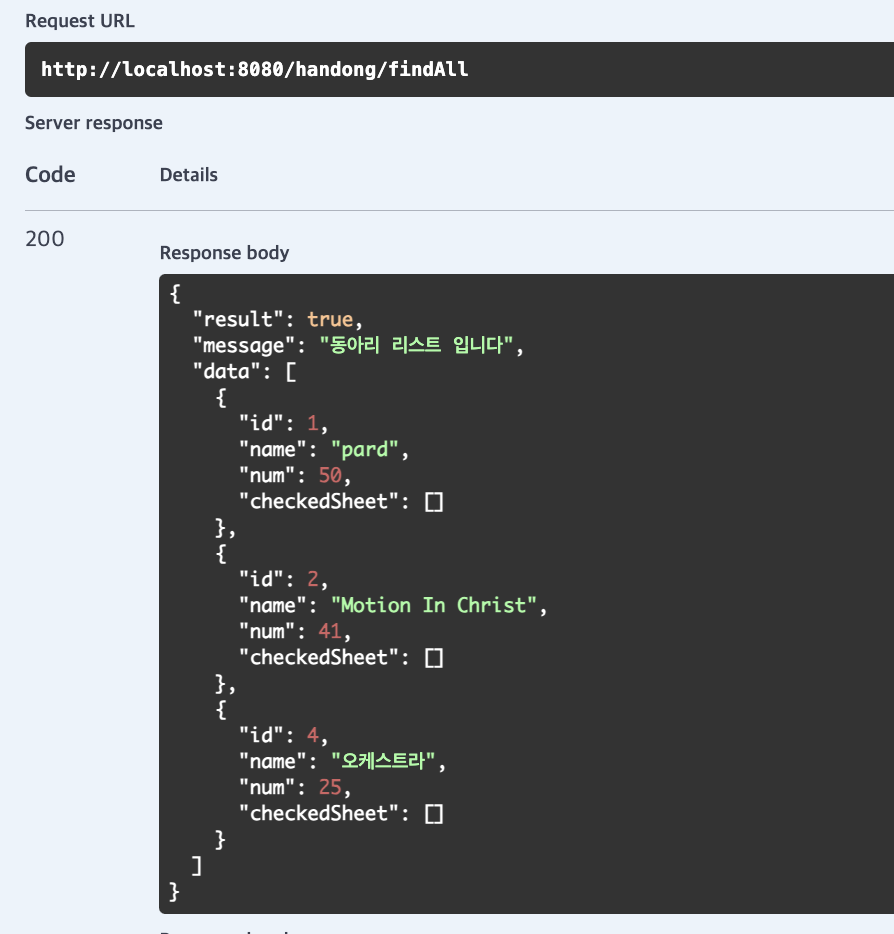 Request URL
http://localhost:8080/handong/findAll
Server response
Code Details
200
Response body
{
"result": true,
"message": "동아리 리스트 입니다",
"data": [
{
"id": 1,
"name": "pard",
"num": 50,
"checkedSheet": []
},
{
"id": 2,
"name": "Motion In Christ",
"num": 41,
"checkedSheet": []
},
{
"id": 4,
"name": "오케스트라",
"num": 25,
"checkedSheet": []
}
]
}